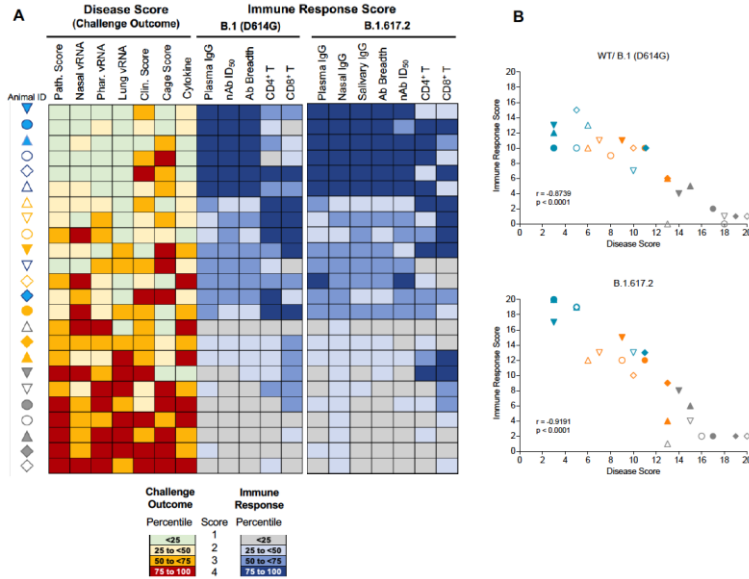 A
Disease Score
(Challenge Outcome)
Immune Response Score
B.1 (D614G)
B.1.617.2
Animal ID
Path. Score
Nasal vRNA
Phar. vRNA
Lung vRNA
Clin. Score
Cage Score
Cytokine
Plasma IgG
nAb ID50
Ab Breadth
CD4+ T
CD8+ T
Plasma IgG
Nasal IgG
Salivary IgG
Ab Breadth
nAb ID50
CD4+ T
CD8+ T
Challenge
Outcome
Immune
Response
Percentile Score Percentile
<25 1 <25
25 to <50 2 25 to <50
50 to <75 3 50 to <75
75 to 100 4 75 to 100
B
WT/ B.1 (D614G)
Immune Response Score
20
18
16
14
12
10
8
6
4
2
0
r = -0.8739
p < 0.0001
0 2 4 6 8 10 12 14 16 18 20
Disease Score
B.1.617.2
Immune Response Score
20
18
16
14
12
10
8
6
4
2
0
r = -0.9191
p < 0.0001
0 2 4 6 8 10 12 14 16 18 20
Disease Score